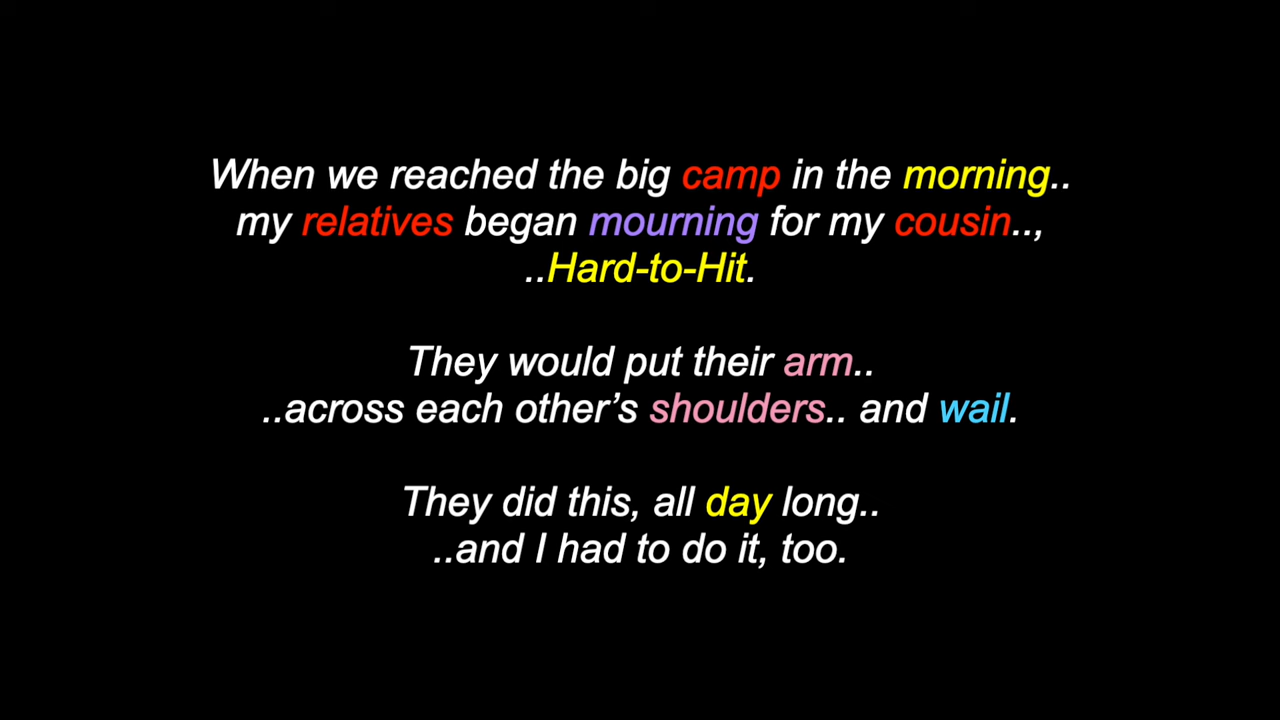 When we reached the big camp in the morning..
my relatives began mourning for my cousin..,
..Hard-to-Hit.
They would put their arm..
..across each other’s shoulders.. and wail.
They did this, all day long..
..and I had to do it, too.